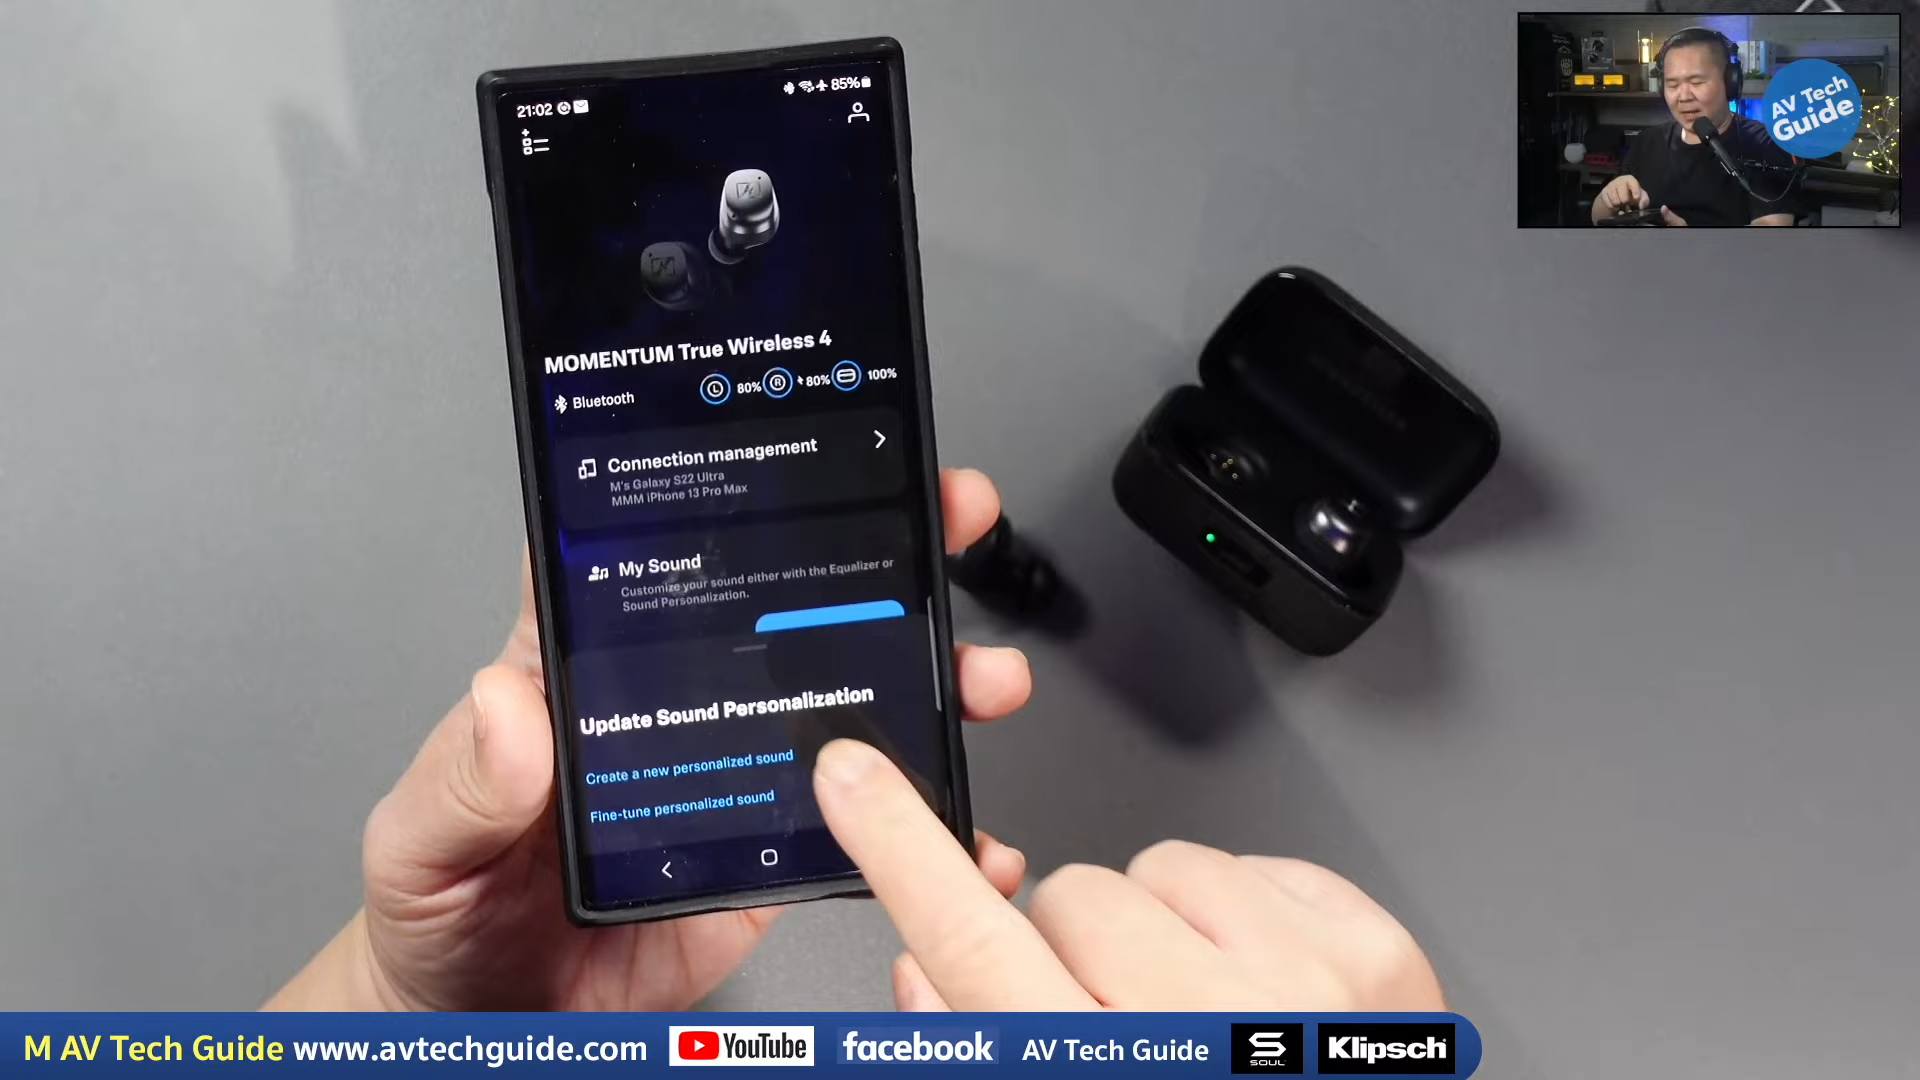 21:02
85%
MOMENTUM True Wireless 4
Bluetooth
L 80% R 80% 100%
Connection management
M's Galaxy S22 Ultra
MMM iPhone 13 Pro Max
My Sound
Customize your sound either with the Equalizer or
Sound Personalization.
Update Sound Personalization
Create a new personalized sound
Fine-tune personalized sound
AV Tech
Guide
M AV Tech Guide www.avtechguide.com YouTube facebook AV Tech Guide S SOUL Klipsch